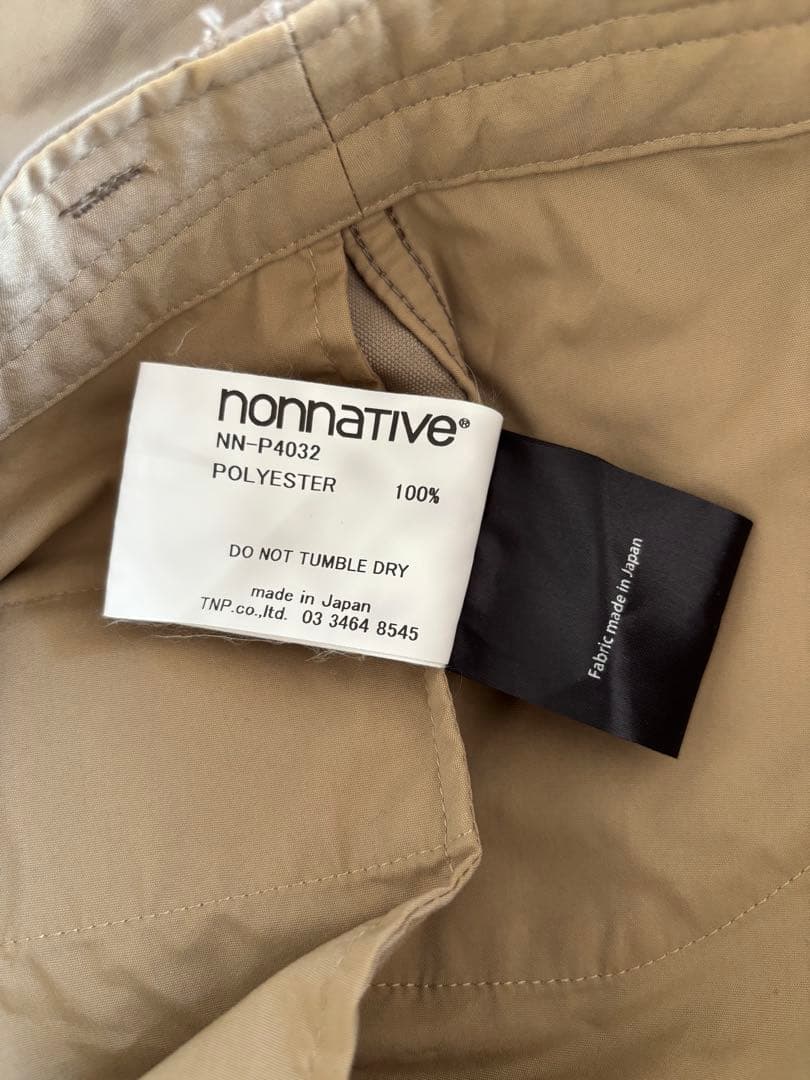 nonnative®
NN-P4032
POLYESTER 100%
DO NOT TUMBLE DRY
made in Japan
TNP.co.,ltd. 03 3464 8545
Fabric made in Japan